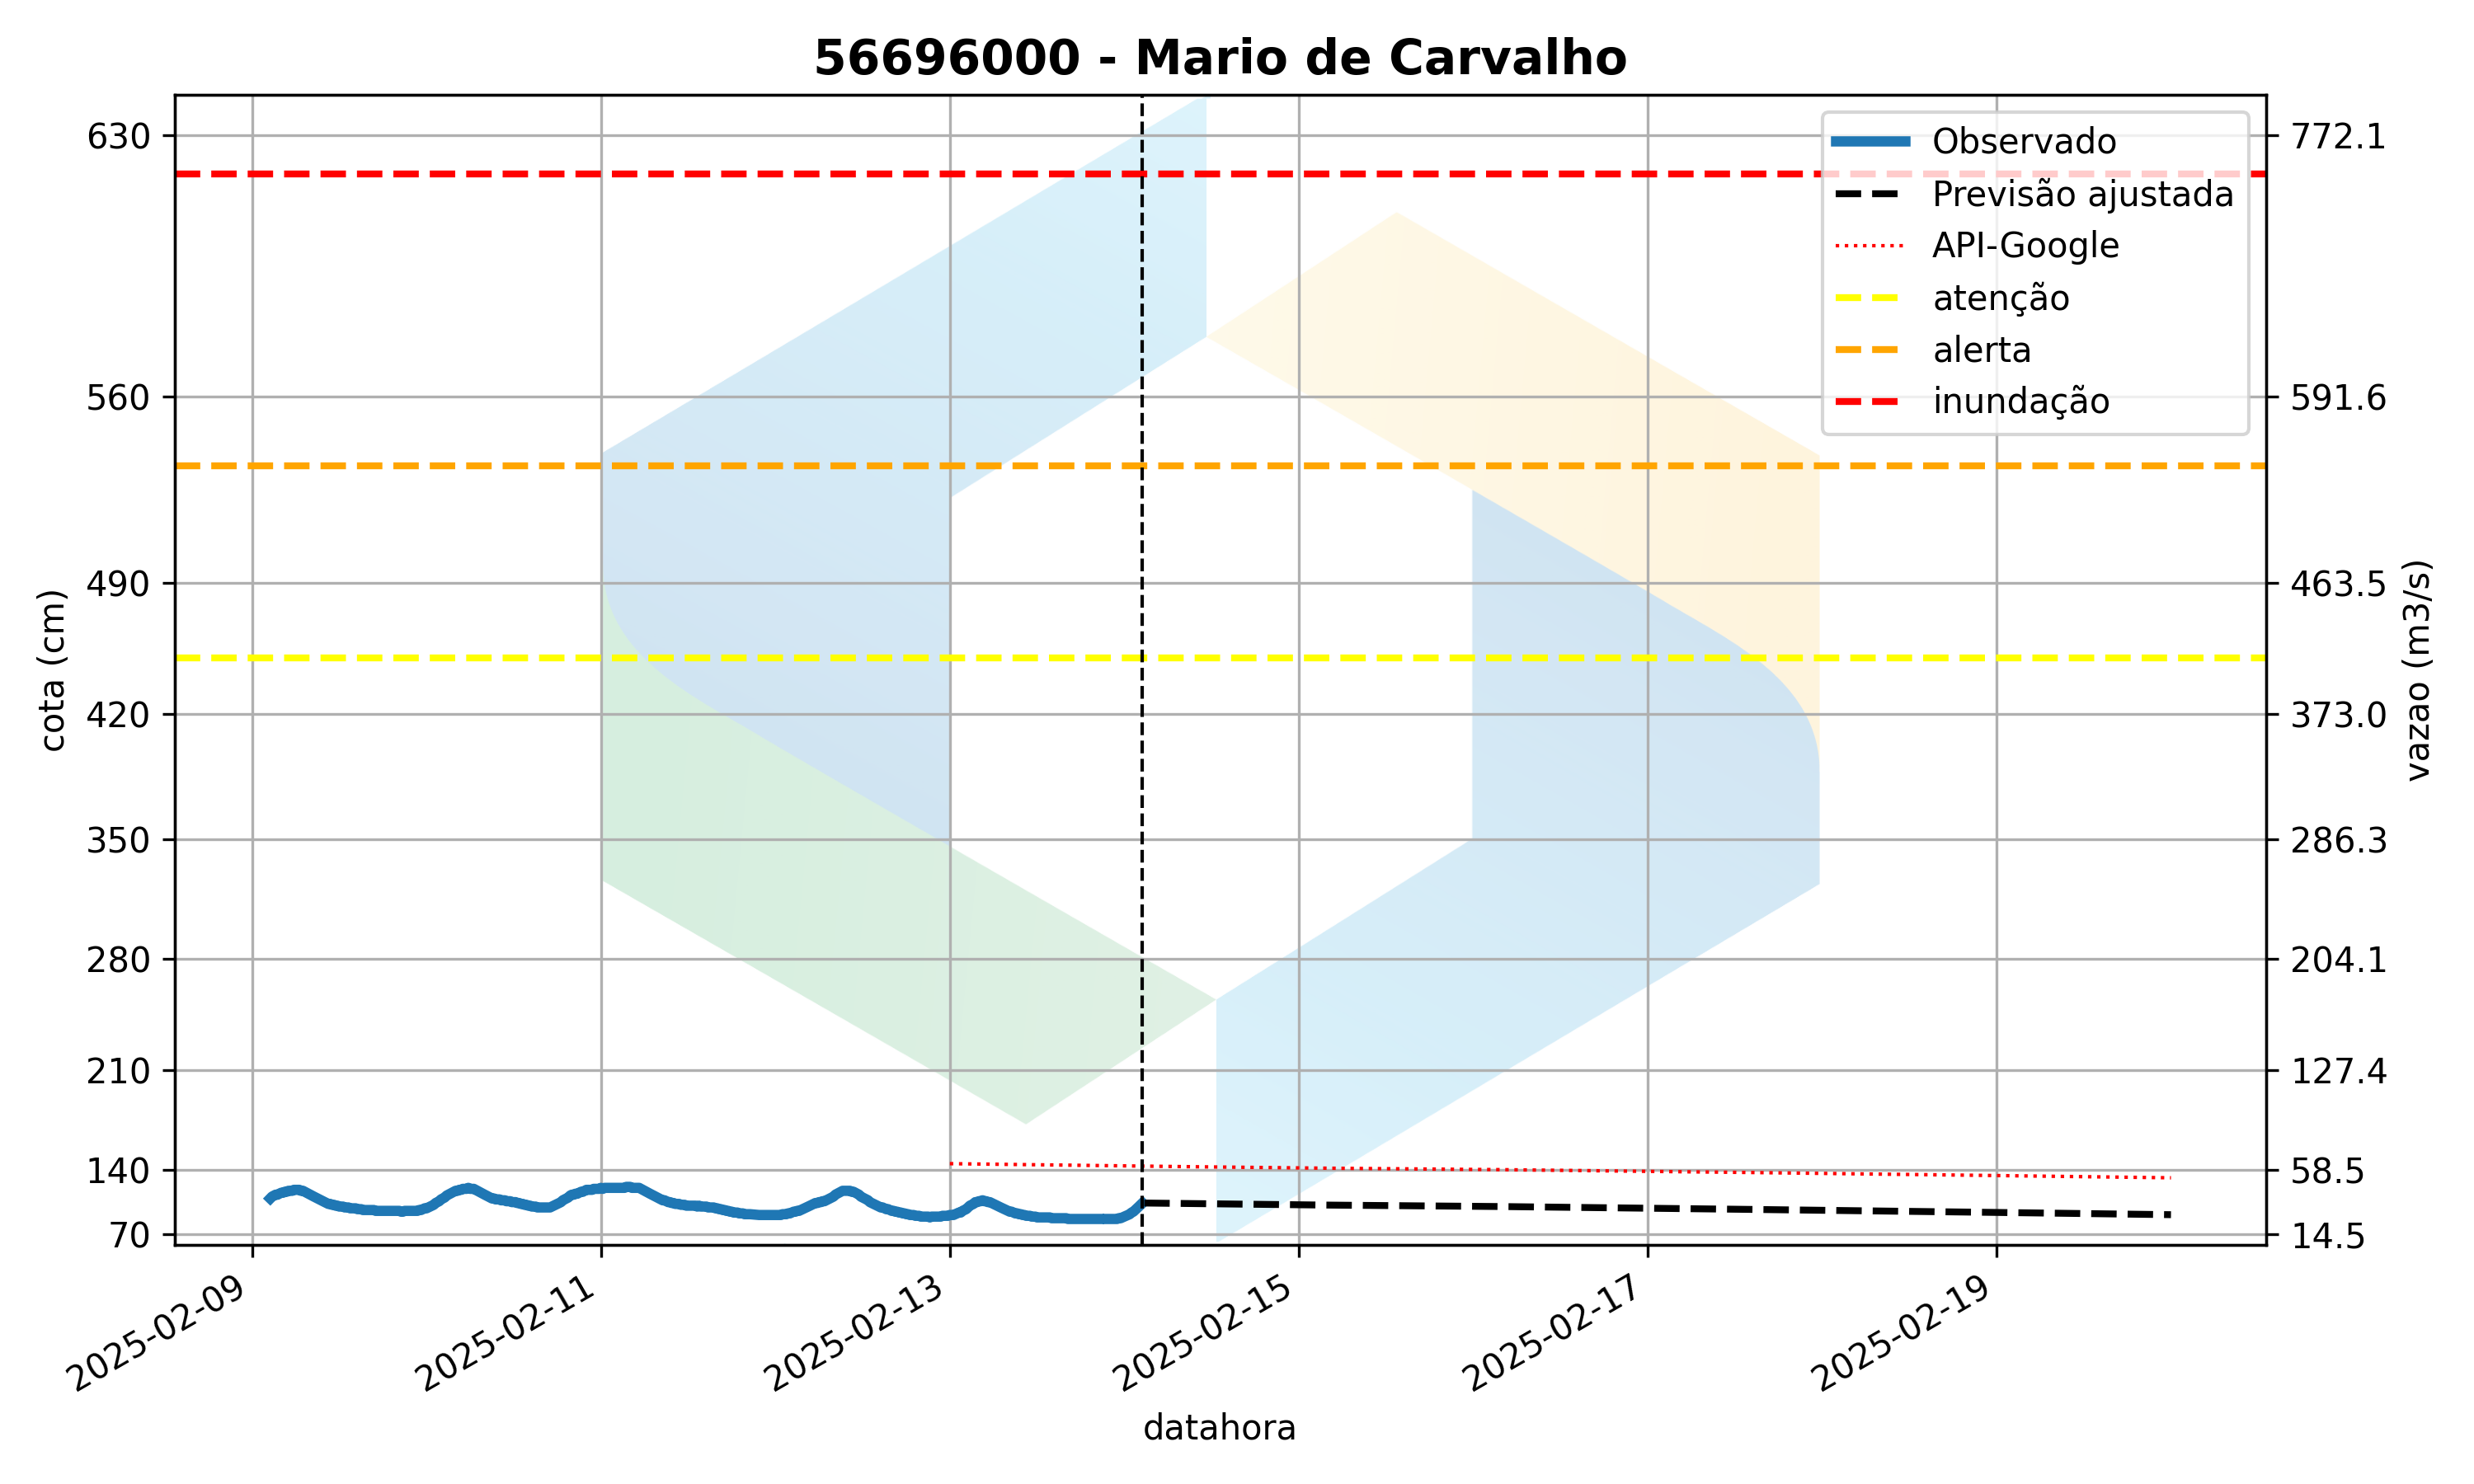 56696000 - Mario de Carvalho
630
560
490
420
350
280
210
140
70
cota (cm)
772.1
591.6
463.5
373.0
286.3
204.1
127.4
58.5
14.5
vazao (m3/s)
Observado
Previsão ajustada
API-Google
atenção
alerta
inundação
2025-02-09
2025-02-11
2025-02-13
2025-02-15
2025-02-17
2025-02-19
datahora